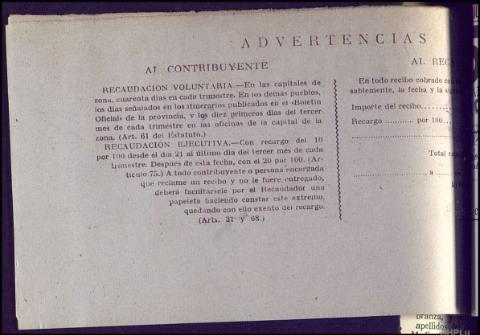 ADVERTENCIAS
AL CONTRIBUYENTE
RECAUDACION VOLUNTARIA.—En las capitales de
zona, cuarenta días en cada trimestre. En los demás pueblos,
los días señalados en los itinerarios publicados en el «Boletín
Oficial» de la provincia, y los diez primeros días del tercer
mes de cada trimestre en las oficinas de la capital de la
zona. (Art. 61 del Estatuto.)
RECAUDACION EJECUTIVA.—Con recargo del 10
por 100 desde el día 21 al último día del tercer mes de cada
trimestre. Después de esta fecha, con el 20 por 100. (Ar-
tículo 75.) A todo contribuyente o persona encargada
que reclame un recibo y no le fuere entregado,
deberá facilitársele por el Recaudador una
papeleta haciendo constar este extremo,
quedando con ello exento del recargo.
(Arts. 31 y 68.)
AL RECA
En todo recibo cobrado con
sablemente, la fecha y la
Importe del recibo
Recargo ......... por 100
Total
a
branza, y
apellidos